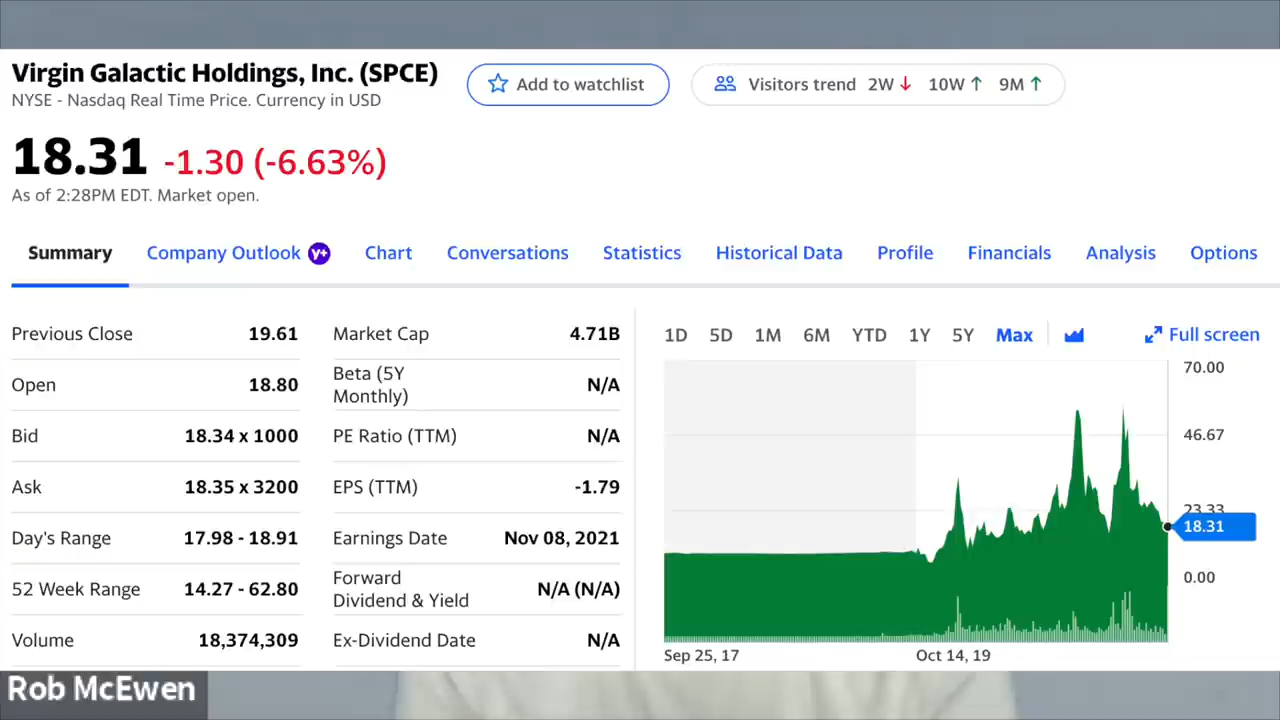 Virgin Galactic Holdings, Inc. (SPCE)
NYSE - Nasdaq Real Time Price. Currency in USD
Add to watchlist
Visitors trend 2W↓ 10W↑ 9M↑
18.31 -1.30 (-6.63%)
As of 2:28PM EDT. Market open.
Summary Company Outlook y+ Chart Conversations Statistics Historical Data Profile Financials Analysis Options
Previous Close 19.61
Open 18.80
Bid 18.34 x 1000
Ask 18.35 x 3200
Day's Range 17.98 - 18.91
52 Week Range 14.27 - 62.80
Volume 18,374,309
Market Cap 4.71B
Beta (5Y
Monthly) N/A
PE Ratio (TTM) N/A
EPS (TTM) -1.79
Earnings Date Nov 08, 2021
Forward
Dividend & Yield N/A (N/A)
Ex-Dividend Date N/A
1D 5D 1M 6M YTD 1Y 5Y Max
Full screen
70.00
46.67
23.33
18.31
0.00
Sep 25, 17 Oct 14, 19
Rob McEwen